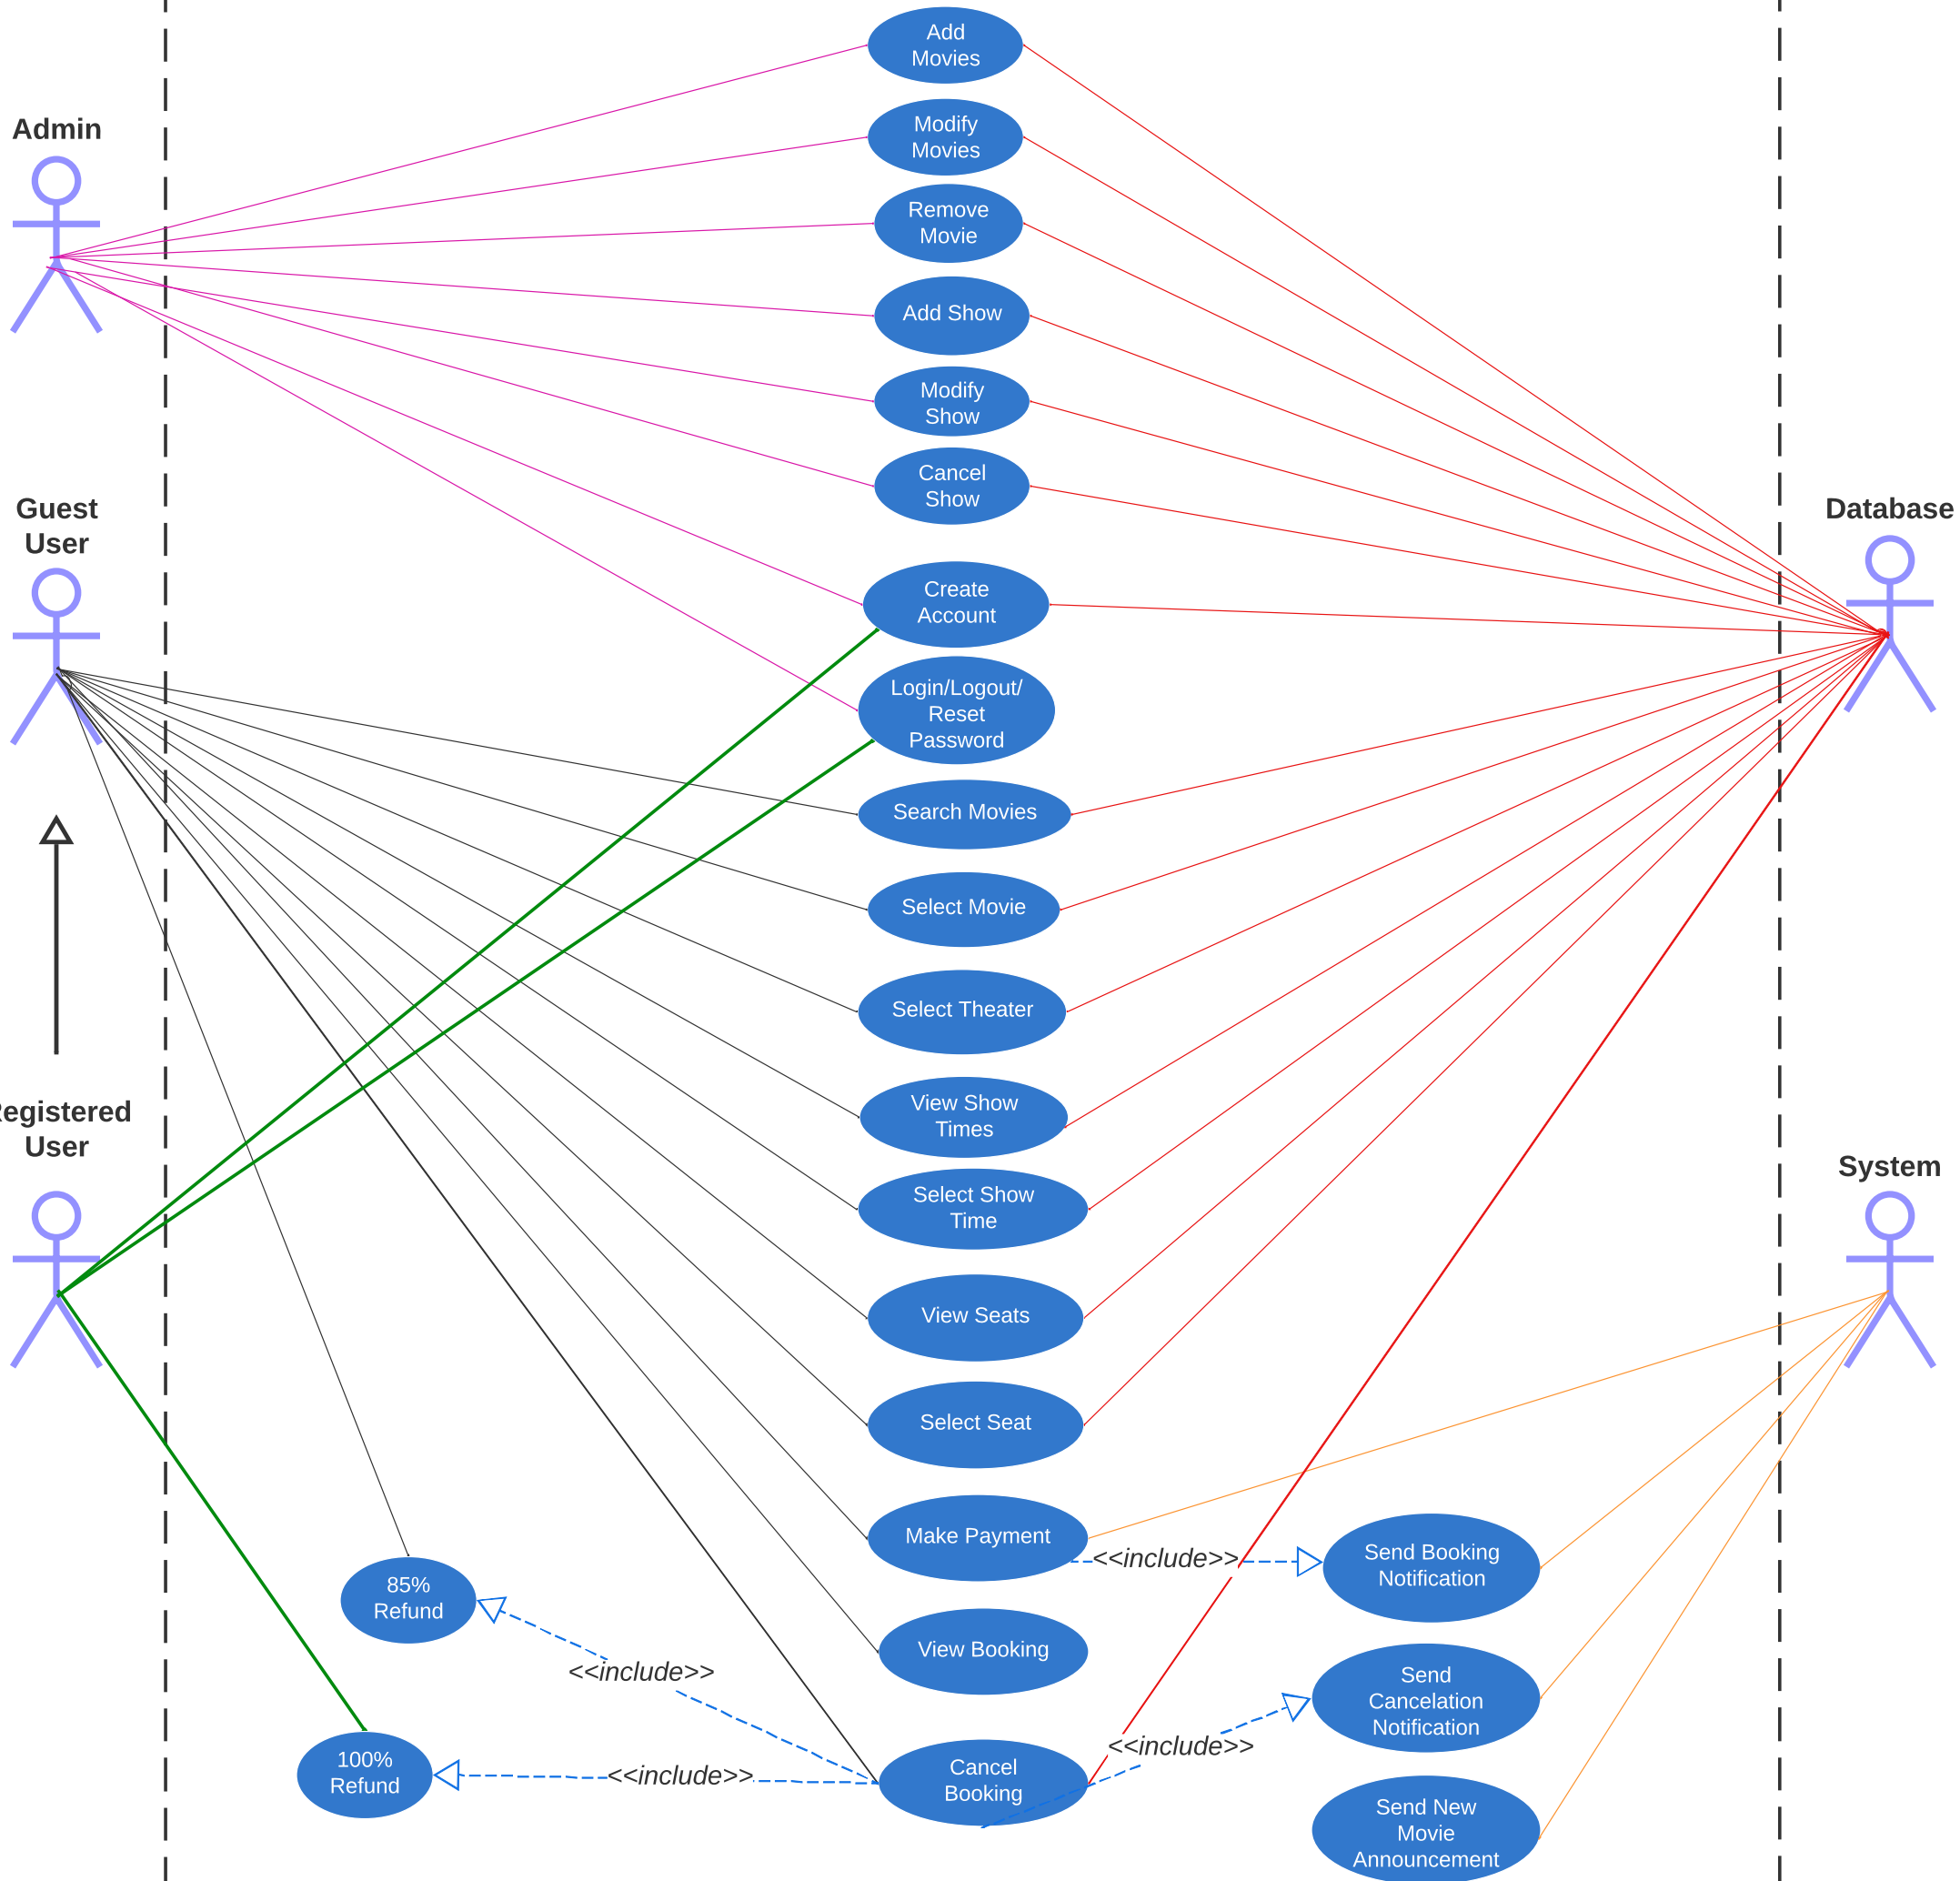 Add
Movies
Modify
Movies
Admin
Remove
Movie
Add Show
Modify
Show
Cancel
Show
Guest
User
Database
Create
Account
Login/Logout/
Reset
Password
Search Movies
Select Movie
Select Theater
View Show
Times
Registered
User
System
Select Show
Time
View Seats
Select Seat
Make Payment
<<include>>
Send Booking
Notification
85%
Refund
<<include>>
View Booking
Send
Cancelation
Notification
<<include>>
100%
Refund
<<include>>
Cancel
Booking
Send New
Movie
Announcement